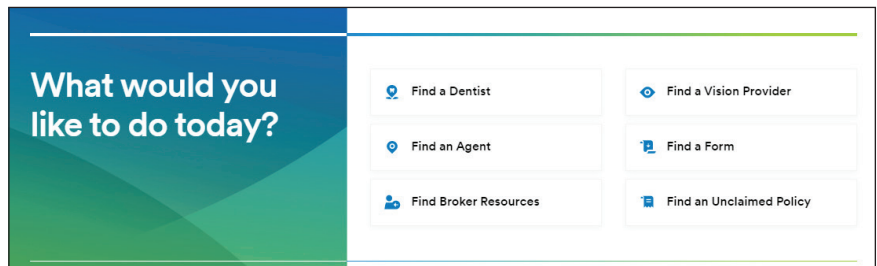 What would you
like to do today?
Find a Dentist
Find a Vision Provider
Find an Agent
Find a Form
Find Broker Resources
Find an Unclaimed Policy